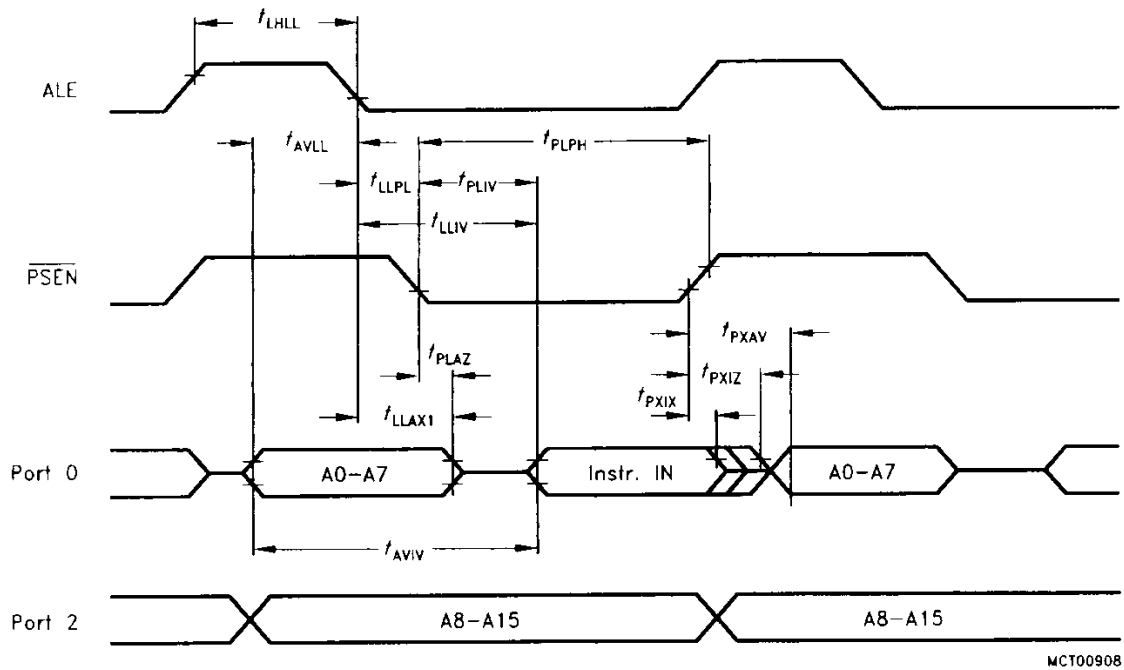 tLHLL
ALE
tAVLL
tPLPH
tLLPL
tPLIV
tLLIV
PSEN
tPXAV
tPLAZ
tPXIZ
tPXIX
tLLAX1
Port 0
A0-A7
Instr. IN
A0-A7
tAVIV
Port 2
A8-A15
A8-A15
MCT00908